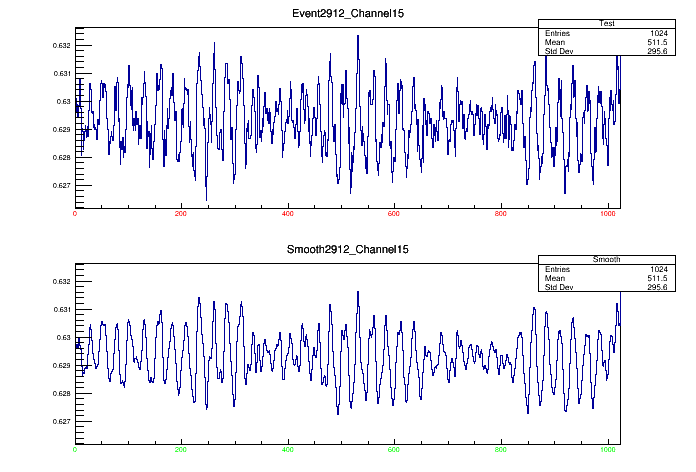 Event2912_Channel15
Test
Entries 1024
Mean 511.5
Std Dev 295.6
0.632
0.631
0.63
0.629
0.628
0.627
0 200 400 600 800 1000
Smooth2912_Channel15
Smooth
Entries 1024
Mean 511.5
Std Dev 295.6
0.632
0.631
0.63
0.629
0.628
0.627
0 200 400 600 800 1000